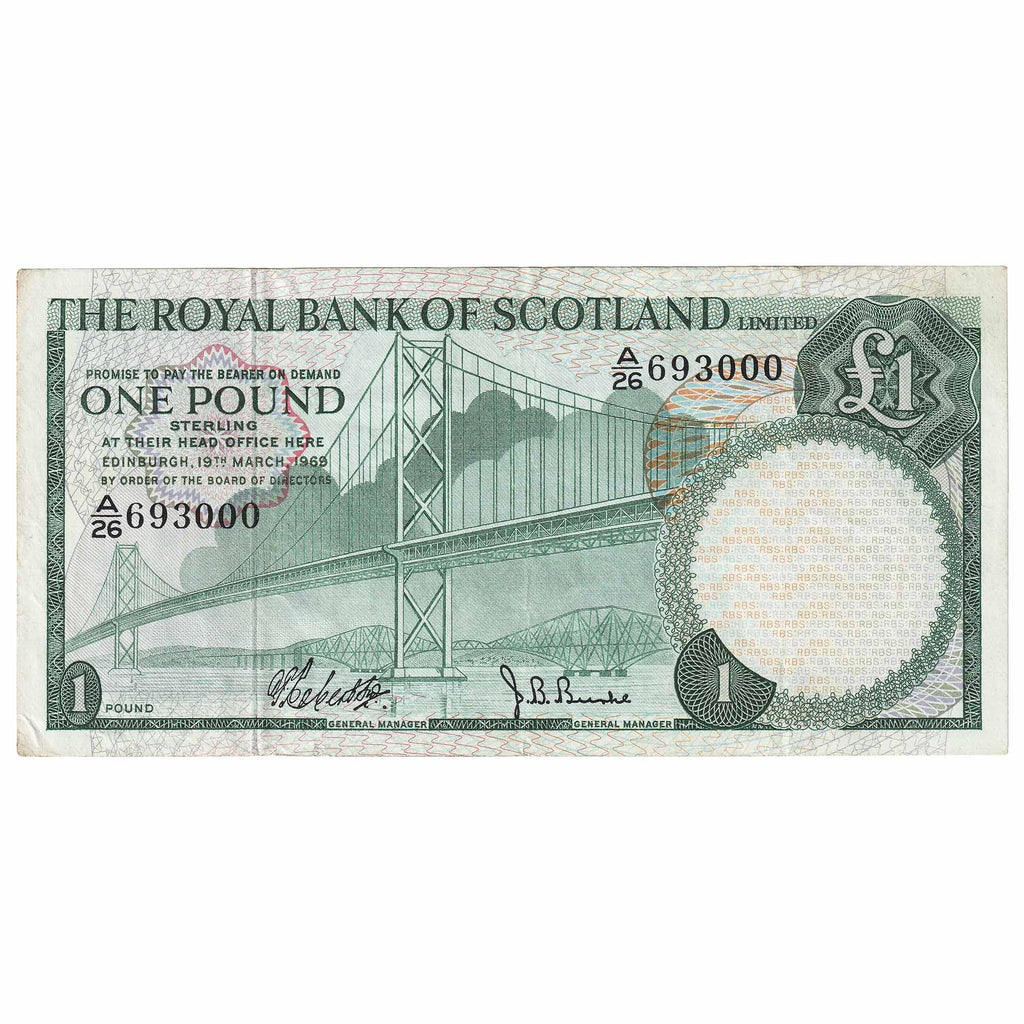 THE ROYAL BANK OF SCOTLAND LIMITED
£1
PROMISE TO PAY THE BEARER ON DEMAND
ONE POUND
STERLING
AT THEIR HEAD OFFICE HERE
EDINBURGH, 19TH MARCH, 1969
BY ORDER OF THE BOARD OF DIRECTORS
A/26 693000
A/26 693000
1
POUND
J. B. Burke
GENERAL MANAGER
GENERAL MANAGER
1